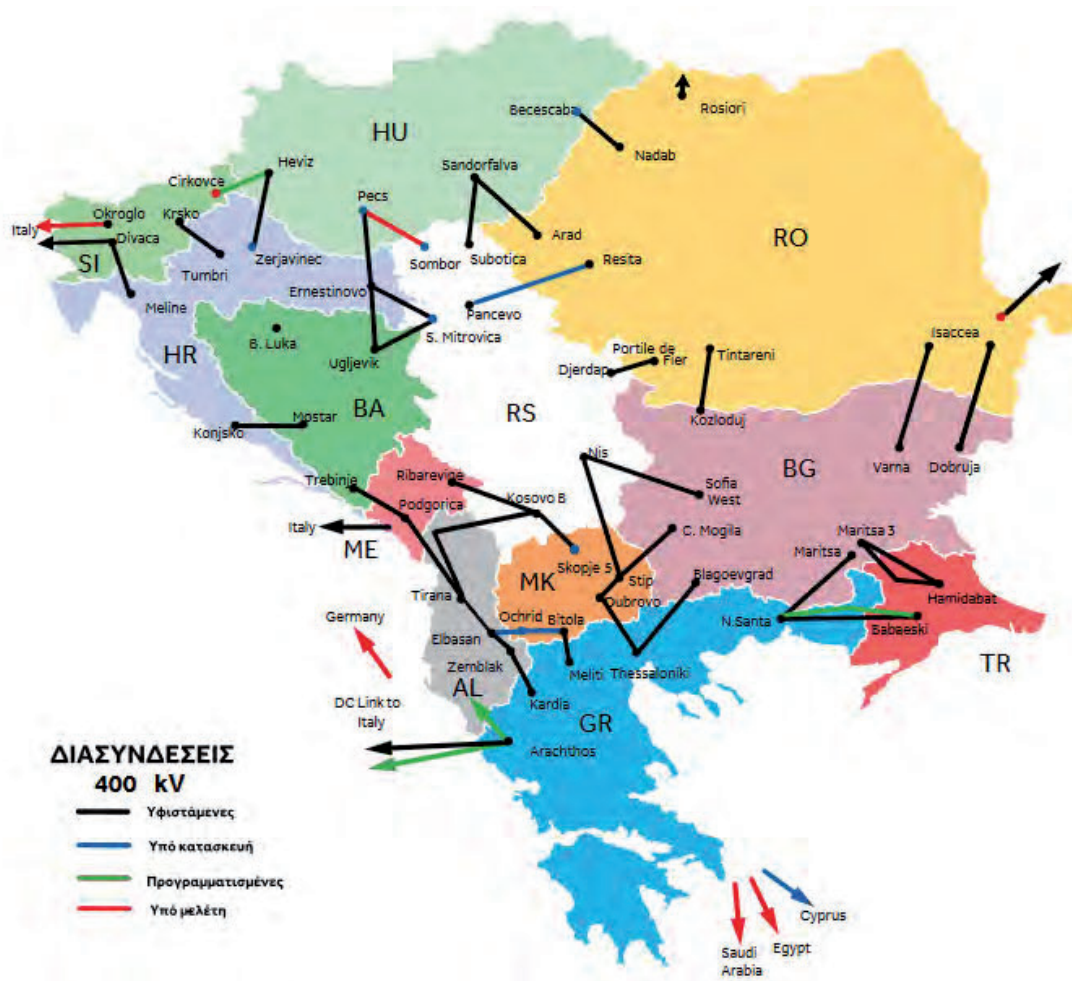 Becescaba
Rosiori
HU
Nadab
Heviz
Sandorfalva
Cirkovce
Pecs
Okroglo
Krsko
Italy
Divaca
SI
Tumbri
Zerjavinec
Sombor
Subotica
Arad
Resita
RO
Meline
Ernestinovo
Pancevo
HR
B. Luka
S. Mitrovica
Ugljevik
Isaccea
Portile de
Fier
Tintareni
Djerdap
BA
RS
Konjsko
Mostar
Kozloduj
Nis
BG
Varna
Dobruja
Trebinje
Ribarevige
Sofia
West
Kosovo B
Podgorica
Italy
ME
C. Mogila
Maritsa 3
Maritsa
Skopje 5
MK
Stip
Blagoevgrad
Tirana
Dubrovo
Hamidabat
Germany
Ochrid
Bitola
N.Santa
Babaeski
Elbasan
Zemblak
Meliti
Thessaloniki
TR
AL
Kardia
DC Link to
Italy
GR
Arachthos
ΔΙΑΣΥΝΔΕΣΕΙΣ
400 kV
Υφιστάμενες
Υπό κατασκευή
Προγραμματισμένες
Υπό μελέτη
Cyprus
Saudi
Arabia
Egypt